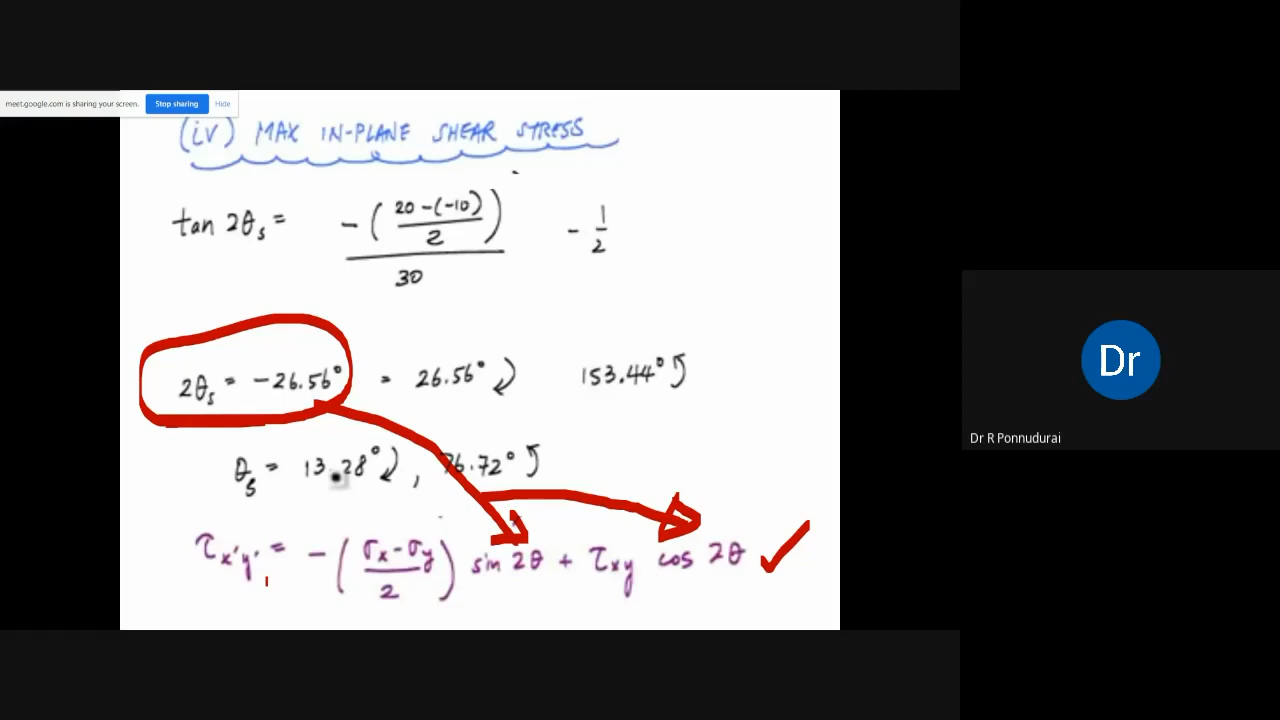 meet.google.com is sharing your screen. Stop sharing Hide
(iv) MAX IN-PLANE SHEAR STRESS
tan 2θs = -((20-(-10))/2)/30 - 1/2
2θs = -26.56° = 26.56° 153.44°
θs = 13.28° , 76.72°
τx'y' = -((σx-σy)/2) sin 2θ + τxy cos 2θ
Dr
Dr R Ponnudurai